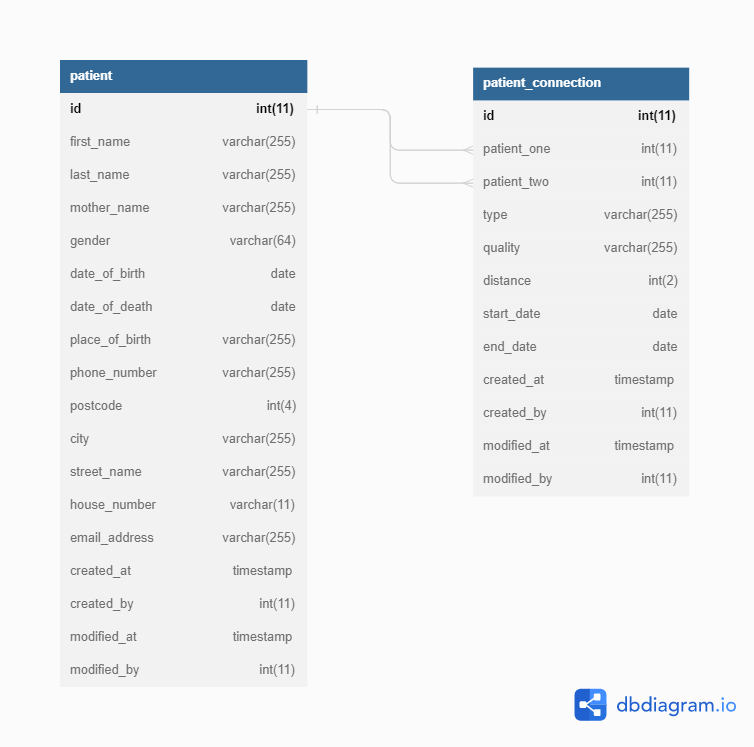 patient
id int(11)
first_name varchar(255)
last_name varchar(255)
mother_name varchar(255)
gender varchar(64)
date_of_birth date
date_of_death date
place_of_birth varchar(255)
phone_number varchar(255)
postcode int(4)
city varchar(255)
street_name varchar(255)
house_number varchar(11)
email_address varchar(255)
created_at timestamp
created_by int(11)
modified_at timestamp
modified_by int(11)
patient_connection
id int(11)
patient_one int(11)
patient_two int(11)
type varchar(255)
quality varchar(255)
distance int(2)
start_date date
end_date date
created_at timestamp
created_by int(11)
modified_at timestamp
modified_by int(11)
dbdiagram.io